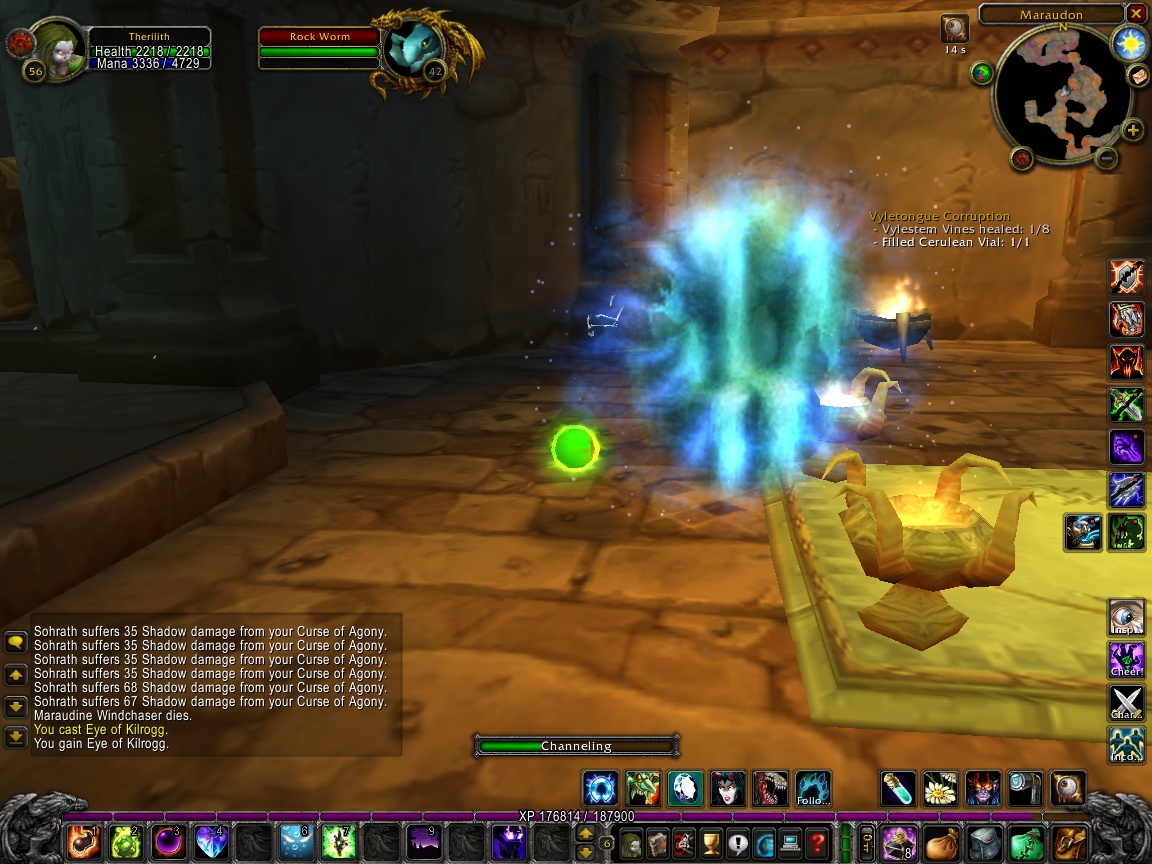 Therilith
Health 2218 / 2218
Mana 3336 / 4729
56
Rock Worm
42
Maraudon
N
14 s
Vyletongue Corruption
- Vylestem Vines healed: 1/8
- Filled Cerulean Vial: 1/1
Sohrath suffers 35 Shadow damage from your Curse of Agony.
Sohrath suffers 35 Shadow damage from your Curse of Agony.
Sohrath suffers 35 Shadow damage from your Curse of Agony.
Sohrath suffers 35 Shadow damage from your Curse of Agony.
Sohrath suffers 68 Shadow damage from your Curse of Agony.
Sohrath suffers 67 Shadow damage from your Curse of Agony.
Maraudine Windchaser dies.
You cast Eye of Kilrogg.
You gain Eye of Kilrogg.
Channeling
Insp...
Cheer!
Char...
Follo...
XP 176814 / 187900
1 2 3 4 6 7 9
6
8